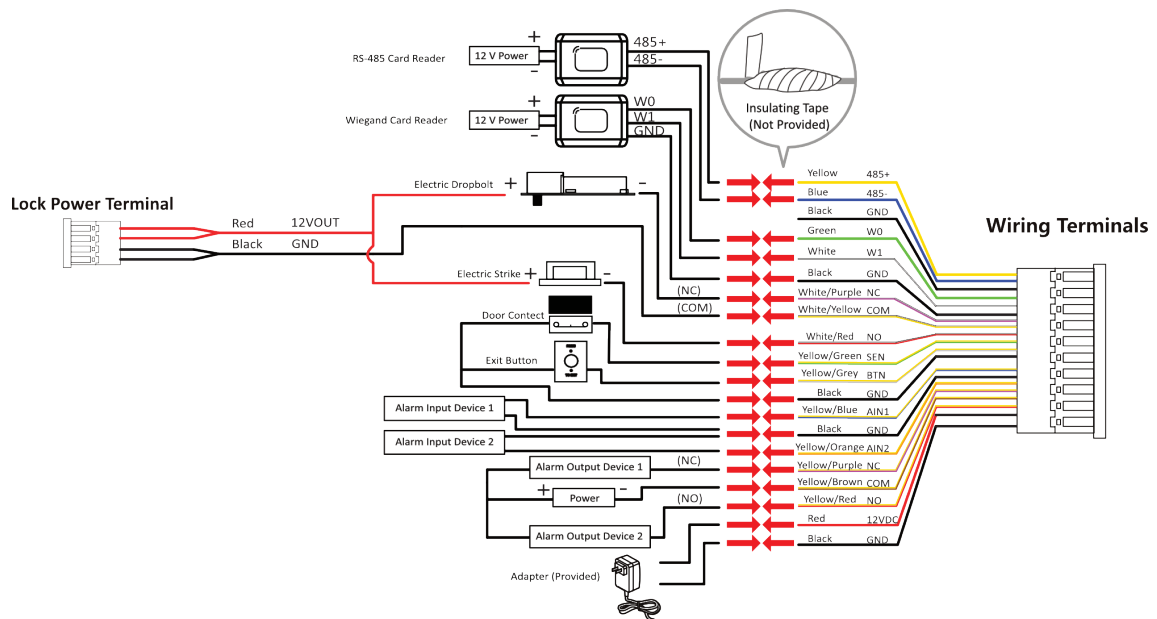 RS-485 Card Reader
+
12 V Power
-
485+
485-
Wiegand Card Reader
+
12 V Power
-
W0
W1
GND
Insulating Tape
(Not Provided)
Electric Dropbolt
+
-
Lock Power Terminal
Red 12VOUT
Black GND
Electric Strike
+
-
(NC)
(COM)
Door Contect
Exit Button
Alarm Input Device 1
Alarm Input Device 2
Alarm Output Device 1
(NC)
+
Power
-
(NO)
Alarm Output Device 2
Adapter (Provided)
Wiring Terminals
Yellow 485+
Blue 485-
Black GND
Green W0
White W1
Black GND
White/Purple NC
White/Yellow COM
White/Red NO
Yellow/Green SEN
Yellow/Grey BTN
Black GND
Yellow/Blue AIN1
Black GND
Yellow/Orange AIN2
Yellow/Purple NC
Yellow/Brown COM
Yellow/Red NO
Red 12VDC
Black GND